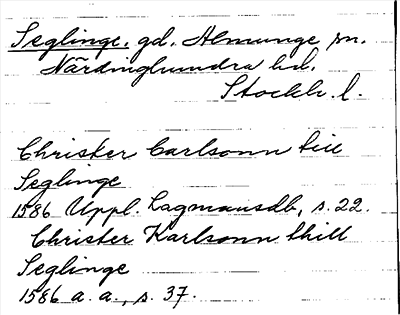 Seglinge, gd, Almunge sn.
Närdinghundra hd.
Stockh. l.
Christer Carlsonn till
Seglinge
1586 Uppl. Lagmansdb, s. 22.
Christer Karlsonn thill
Seglinge
1586 a. a., s. 37.